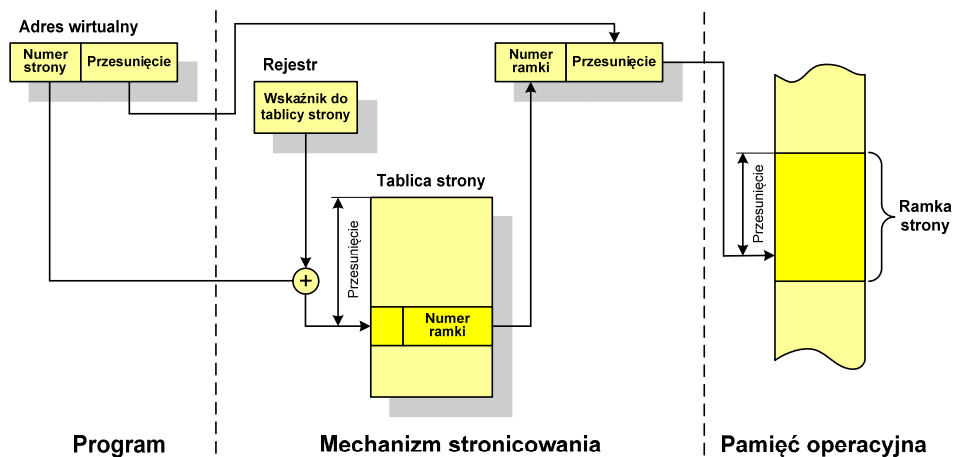 Adres wirtualny
Numer
strony
Przesunięcie
Rejestr
Wskaźnik do
tablicy strony
Numer
ramki
Przesunięcie
Tablica strony
Przesunięcie
Numer
ramki
Przesunięcie
Ramka
strony
+
Program
Mechanizm stronicowania
Pamięć operacyjna